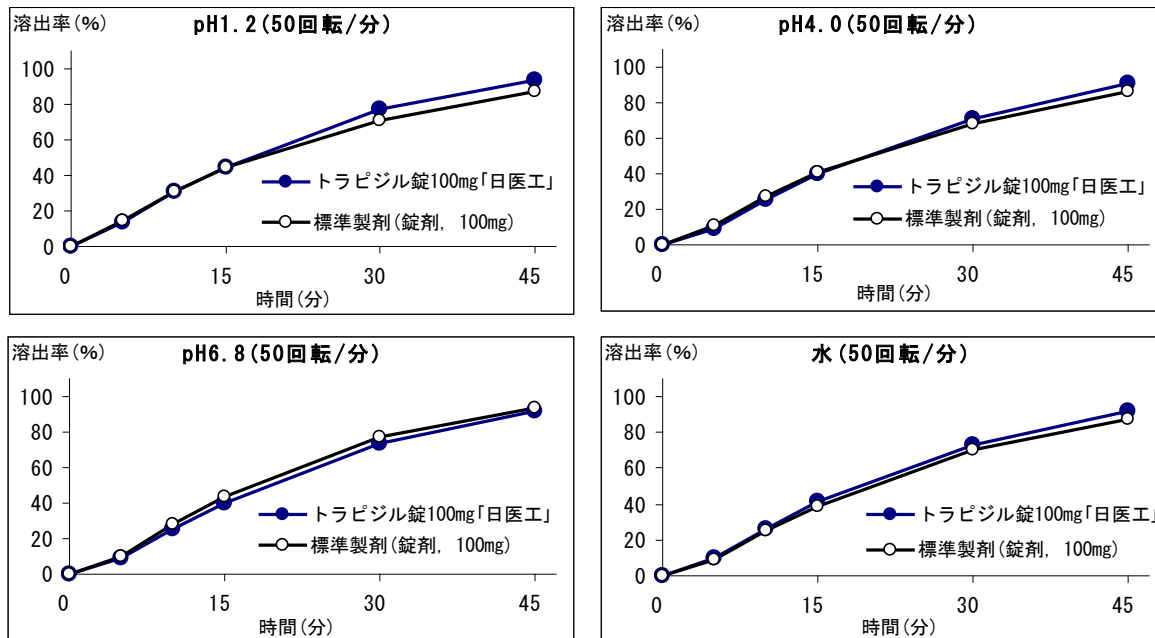 溶出率(%)
pH1.2(50回転/分)
100
80
60
40
20
0
トラピジル錠100mg「日医工」
標準製剤(錠剤, 100mg)
0 15 30 45
時間(分)
溶出率(%)
pH4.0(50回転/分)
100
80
60
40
20
0
トラピジル錠100mg「日医工」
標準製剤(錠剤, 100mg)
0 15 30 45
時間(分)
溶出率(%)
pH6.8(50回転/分)
100
80
60
40
20
0
トラピジル錠100mg「日医工」
標準製剤(錠剤, 100mg)
0 15 30 45
時間(分)
溶出率(%)
水(50回転/分)
100
80
60
40
20
0
トラピジル錠100mg「日医工」
標準製剤(錠剤, 100mg)
0 15 30 45
時間(分)